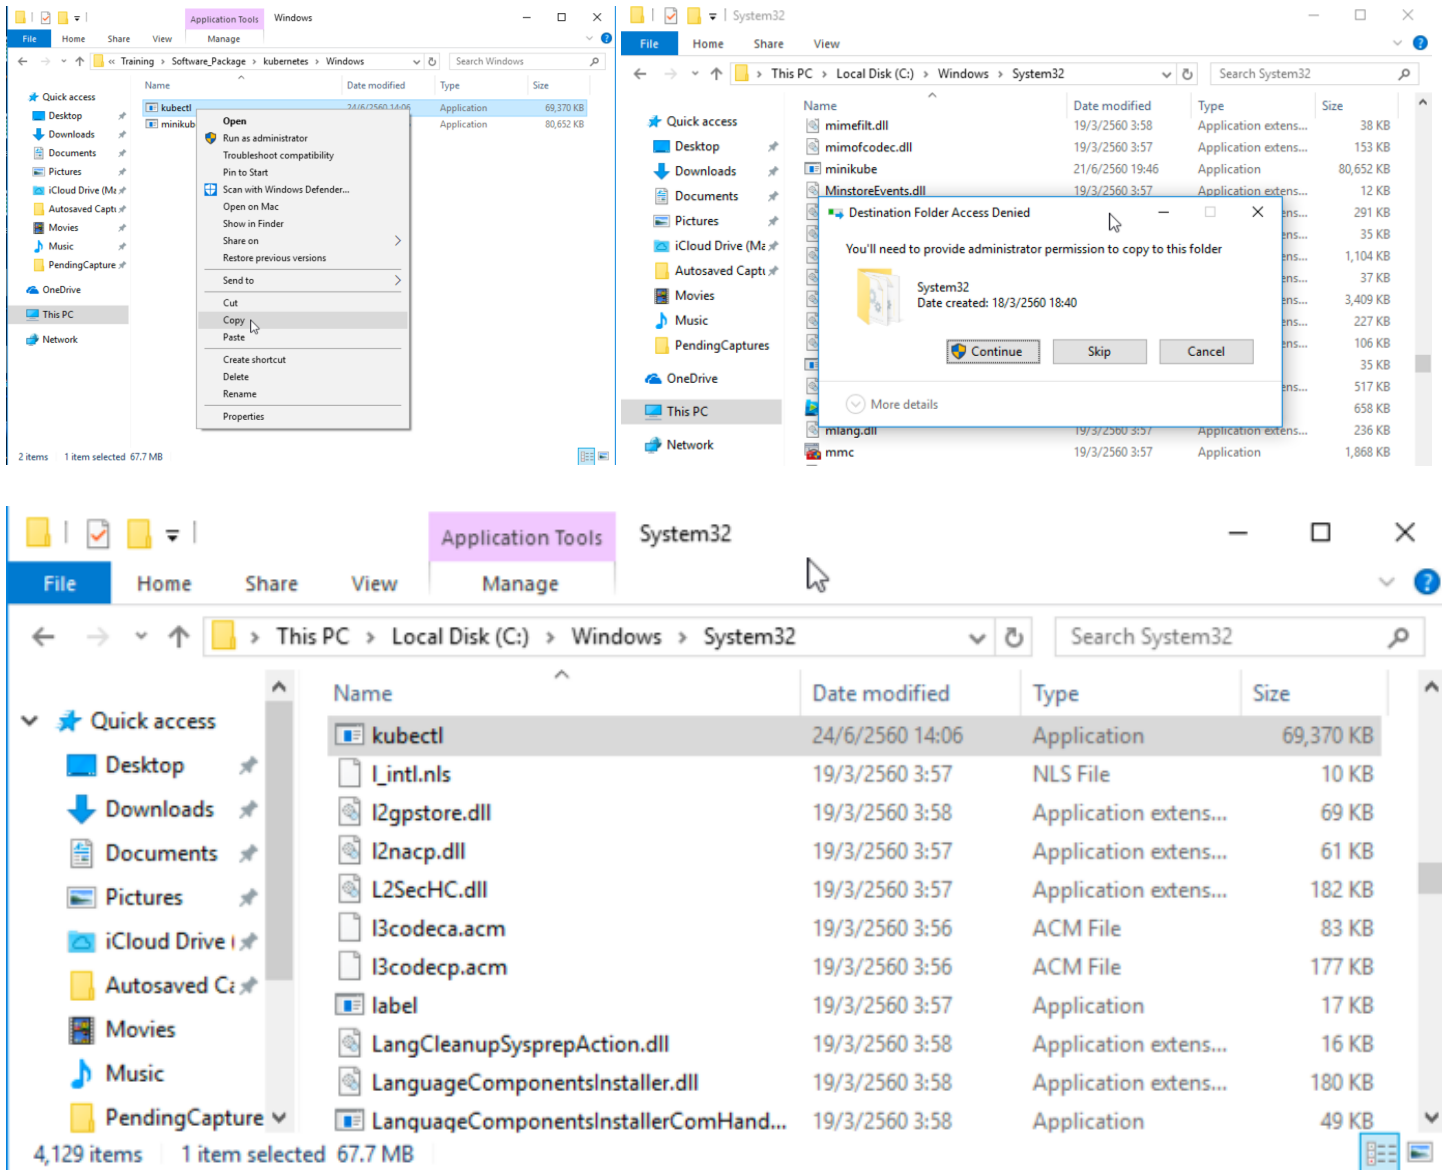 Application Tools Windows
File Home Share View Manage
« Training > Software_Package > kubernetes > Windows Search Windows
Name Date modified Type Size
Quick access
Desktop
Downloads
Documents
Pictures
iCloud Drive (Ma
Autosaved Captu
Movies
Music
PendingCapture
OneDrive
This PC
Network
kubectl 24/6/2560 14:06 Application 69,370 KB
minikub Application 80,652 KB
Open
Run as administrator
Troubleshoot compatibility
Pin to Start
Scan with Windows Defender...
Open on Mac
Show in Finder
Share on
Restore previous versions
Send to
Cut
Copy
Paste
Create shortcut
Delete
Rename
Properties
2 items 1 item selected 67.7 MB
System32
File Home Share View
> This PC > Local Disk (C:) > Windows > System32 Search System32
Name Date modified Type Size
Quick access
Desktop
Downloads
Documents
Pictures
iCloud Drive (Ma
Autosaved Captu
Movies
Music
PendingCaptures
OneDrive
This PC
Network
mimefilt.dll 19/3/2560 3:58 Application extens... 38 KB
mimofcodec.dll 19/3/2560 3:57 Application extens... 153 KB
minikube 21/6/2560 19:46 Application 80,652 KB
MinstoreEvents.dll 19/3/2560 3:57 Application extens... 12 KB
ens... 291 KB
ens... 35 KB
ens... 1,104 KB
ens... 37 KB
ens... 3,409 KB
ens... 227 KB
ens... 106 KB
35 KB
ens... 517 KB
658 KB
mlang.dll 19/3/2560 3:57 Application extens... 236 KB
mmc 19/3/2560 3:57 Application 1,868 KB
Destination Folder Access Denied
You'll need to provide administrator permission to copy to this folder
System32
Date created: 18/3/2560 18:40
Continue Skip Cancel
More details
Application Tools System32
File Home Share View Manage
> This PC > Local Disk (C:) > Windows > System32 Search System32
Name Date modified Type Size
Quick access
Desktop
Downloads
Documents
Pictures
iCloud Drive (
Autosaved Ca
Movies
Music
PendingCapture
kubectl 24/6/2560 14:06 Application 69,370 KB
l_intl.nls 19/3/2560 3:57 NLS File 10 KB
l2gpstore.dll 19/3/2560 3:58 Application extens... 69 KB
l2nacp.dll 19/3/2560 3:57 Application extens... 61 KB
L2SecHC.dll 19/3/2560 3:57 Application extens... 182 KB
l3codeca.acm 19/3/2560 3:56 ACM File 83 KB
l3codecp.acm 19/3/2560 3:56 ACM File 177 KB
label 19/3/2560 3:57 Application 17 KB
LangCleanupSysprepAction.dll 19/3/2560 3:58 Application extens... 16 KB
LanguageComponentsInstaller.dll 19/3/2560 3:58 Application extens... 180 KB
LanguageComponentsInstallerComHand... 19/3/2560 3:58 Application 49 KB
4,129 items 1 item selected 67.7 MB